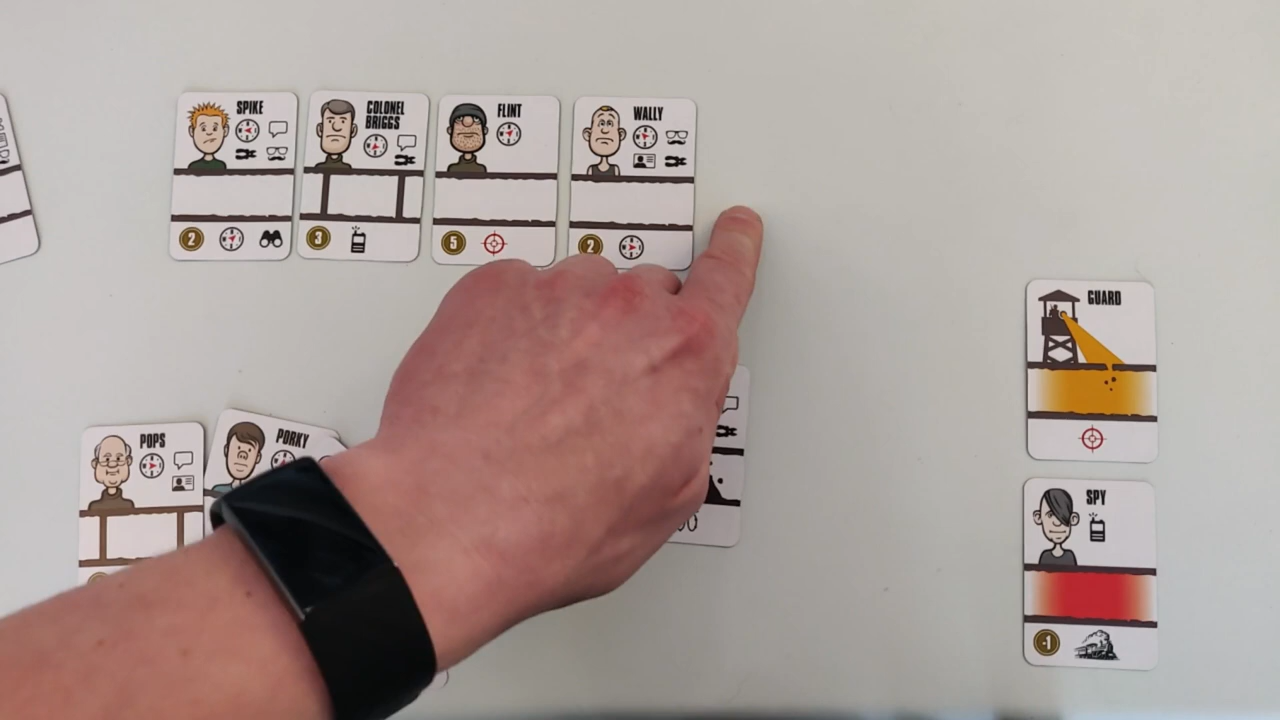 SPIKE
COLONEL
BRIGGS
FLINT
WALLY
2
3
5
2
GUARD
POPS
PORKY
SPY
-1